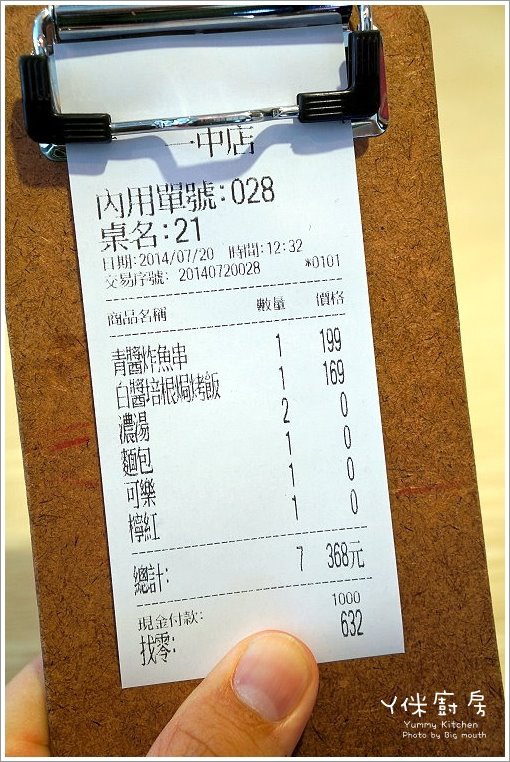 一中店
內用單號:028
桌名:21
日期:2014/07/20 時間:12:32
交易序號: 20140720028 *0101
商品名稱 數量 價格
青醬炸魚串 1 199
白醬培根焗烤飯 1 169
濃湯 2 0
麵包 1 0
可樂 1 0
檸紅 1 0
總計: 7 368元
現金付款: 1000
找零: 632
ㄚ侎廚房
Yummy Kitchen
Photo by Big mouth